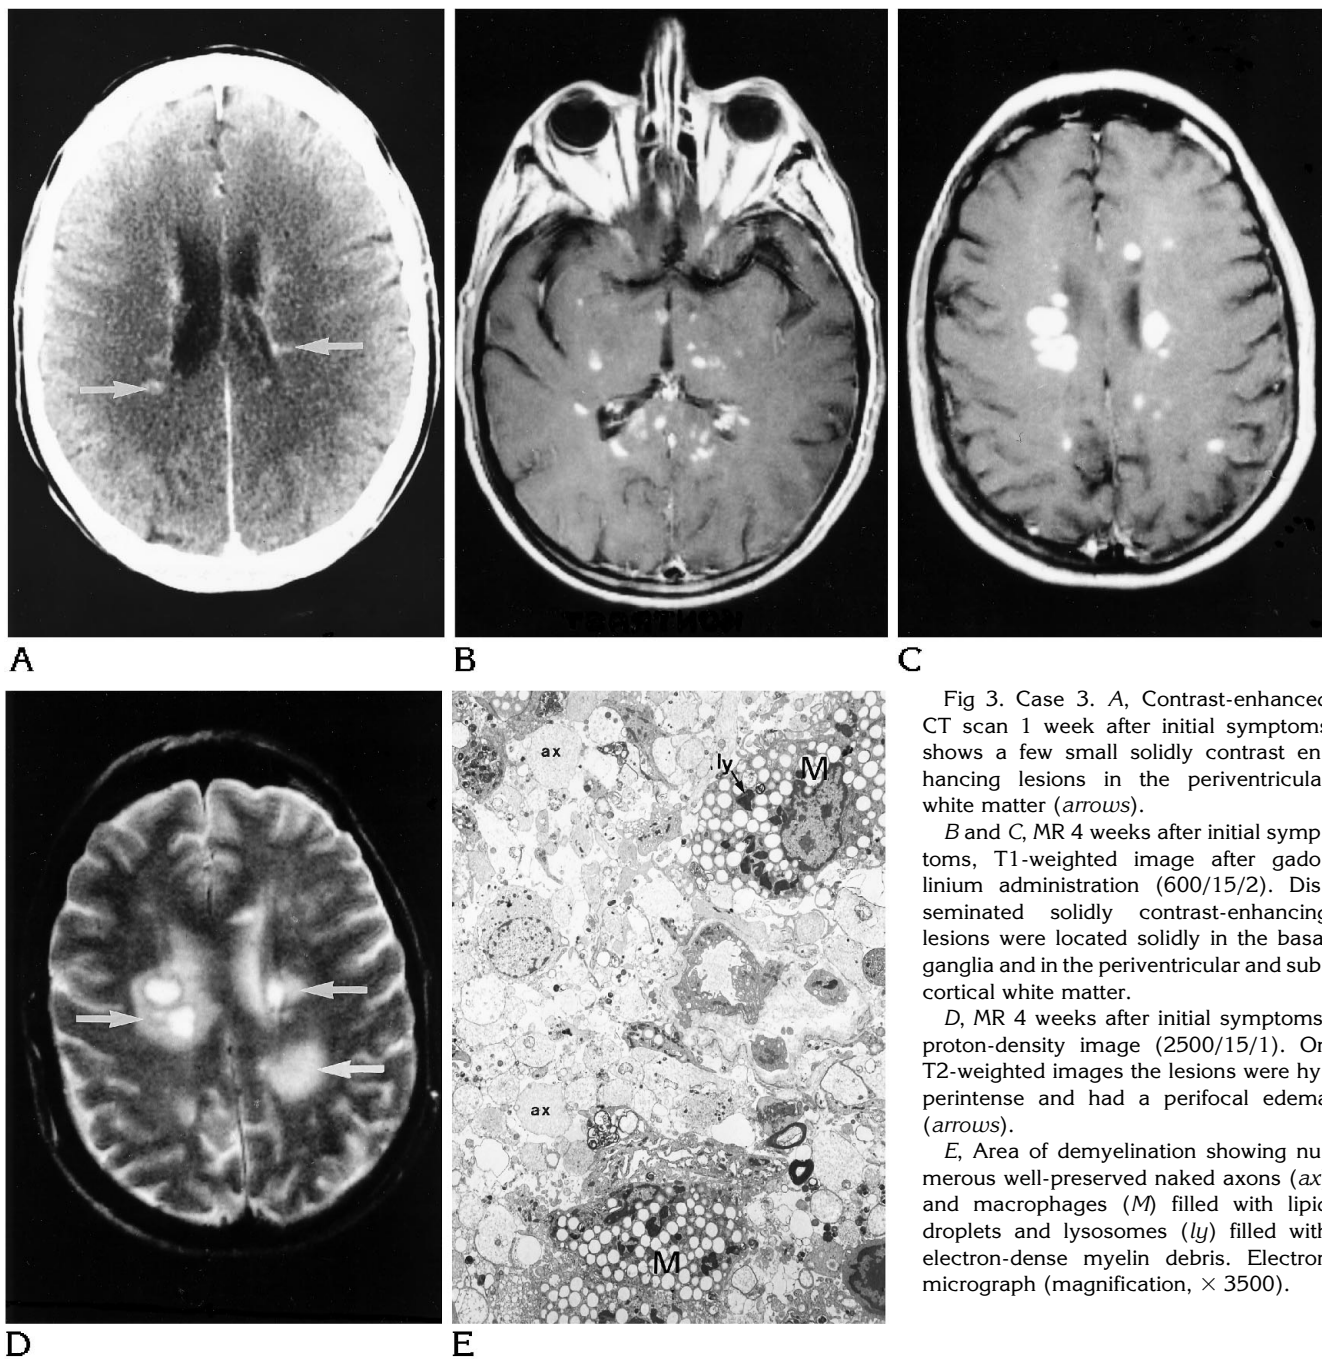 A
B
C
ax
ly
M
ax
M
D
E
Fig 3. Case 3. A, Contrast-enhanced
CT scan 1 week after initial symptoms
shows a few small solidly contrast en
hancing lesions in the periventricula
white matter (arrows).
B and C, MR 4 weeks after initial symp
toms, T1-weighted image after gado
linium administration (600/15/2). Dis
seminated solidly contrast-enhancing
lesions were located solidly in the basa
ganglia and in the periventricular and sub
cortical white matter.
D, MR 4 weeks after initial symptoms
proton-density image (2500/15/1). On
T2-weighted images the lesions were hy
perintense and had a perifocal edema
(arrows).
E, Area of demyelination showing nu
merous well-preserved naked axons (ax
and macrophages (M) filled with lipid
droplets and lysosomes (ly) filled with
electron-dense myelin debris. Electron
micrograph (magnification, × 3500).